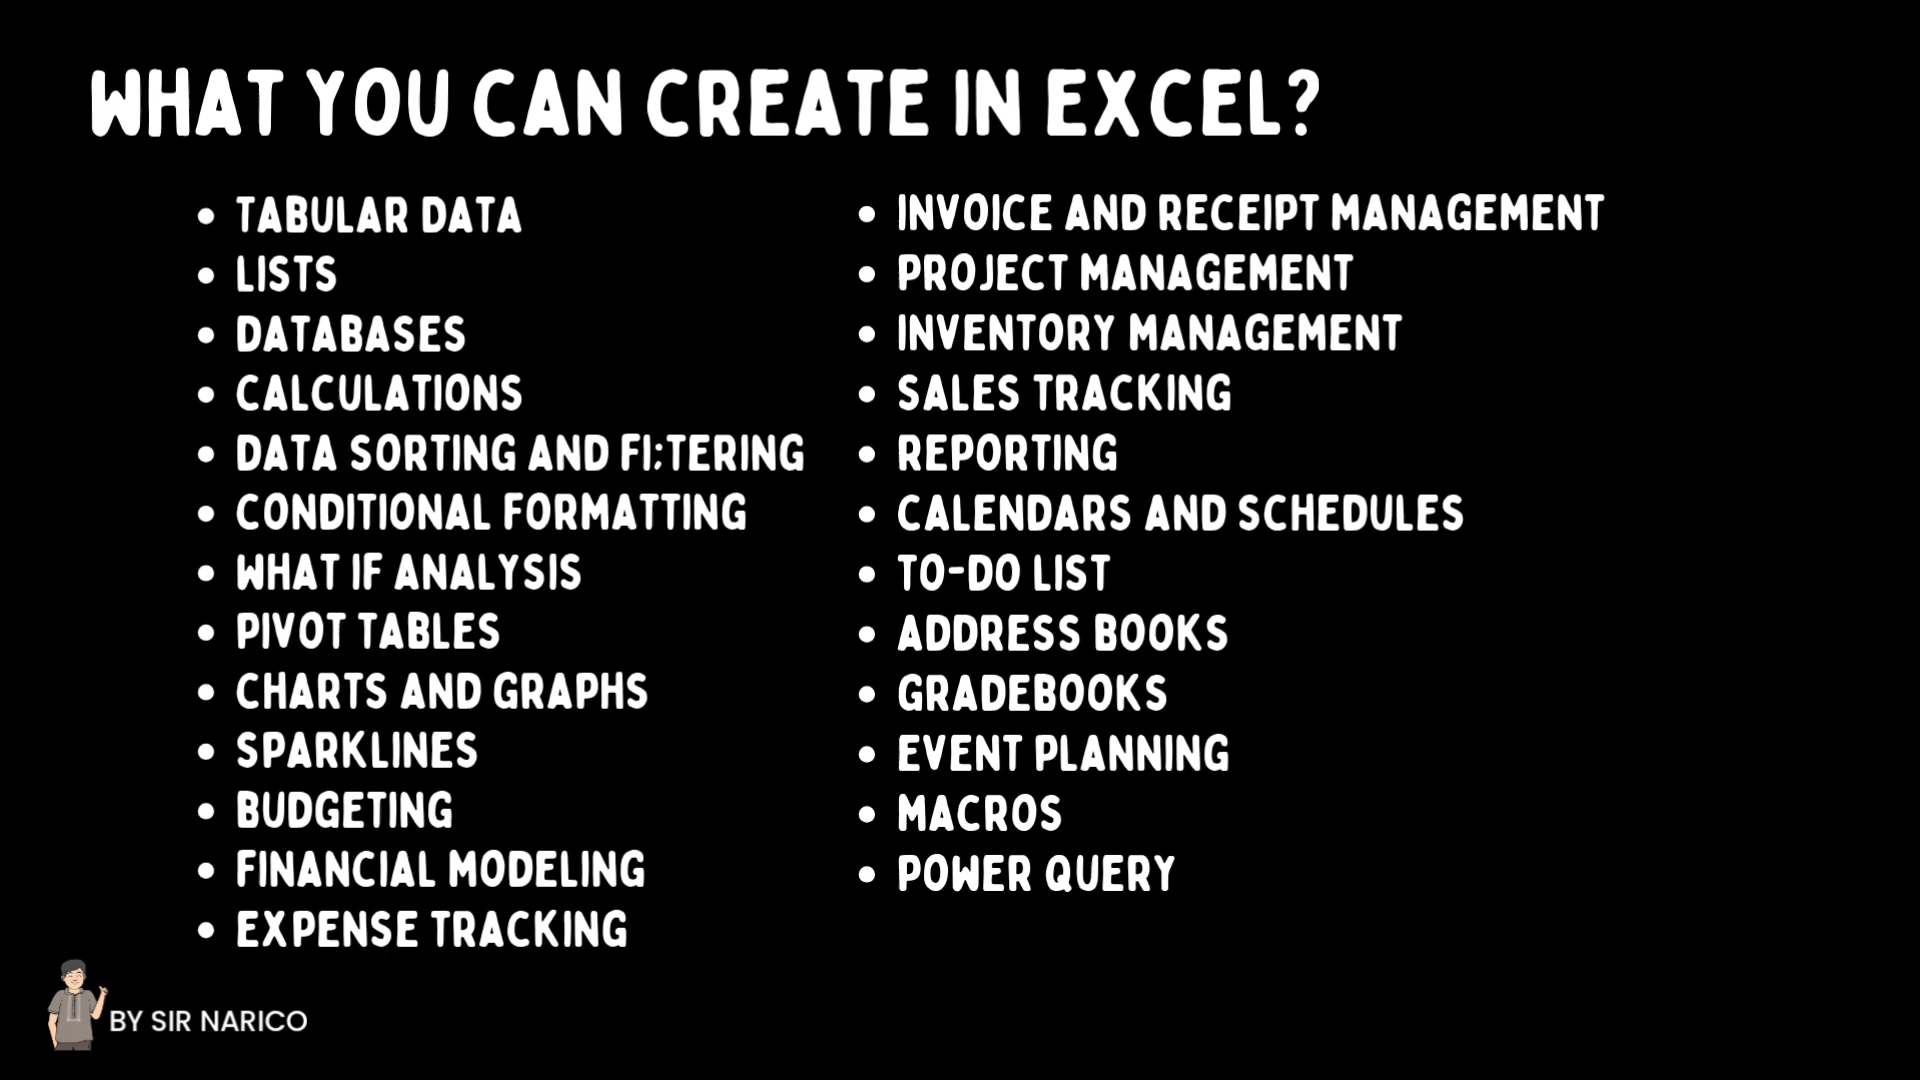 WHAT YOU CAN CREATE IN EXCEL?
TABULAR DATA
LISTS
DATABASES
CALCULATIONS
DATA SORTING AND FI;TERING
CONDITIONAL FORMATTING
WHAT IF ANALYSIS
PIVOT TABLES
CHARTS AND GRAPHS
SPARKLINES
BUDGETING
FINANCIAL MODELING
EXPENSE TRACKING
INVOICE AND RECEIPT MANAGEMENT
PROJECT MANAGEMENT
INVENTORY MANAGEMENT
SALES TRACKING
REPORTING
CALENDARS AND SCHEDULES
TO-DO LIST
ADDRESS BOOKS
GRADEBOOKS
EVENT PLANNING
MACROS
POWER QUERY
BY SIR NARICO